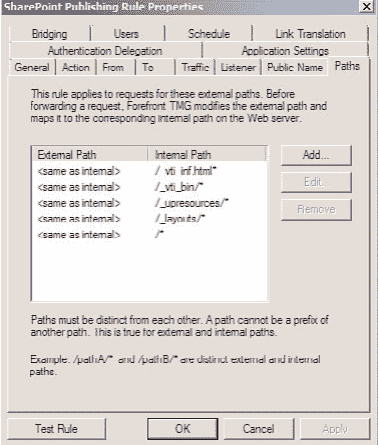 SharePoint Publishing Rule Properties
Bridging Users Schedule Link Translation
Authentication Delegation Application Settings
General Action From To Traffic Listener Public Name Paths
This rule applies to requests for these external paths. Before
forwarding a request, Forefront TMG modifies the external path and
maps it to the corresponding internal path on the Web server.
External Path Internal Path
<same as internal> /_vti_inf.html*
<same as internal> /_vti_bin/*
<same as internal> /_upresources/*
<same as internal> /_layouts/*
<same as internal> /*
Add...
Edit
Remove
Paths must be distinct from each other. A path cannot be a prefix of
another path. This is true for external and internal paths.
Example: /pathA/* and /pathB/* are distinct external and internal
paths.
Test Rule OK Cancel Apply